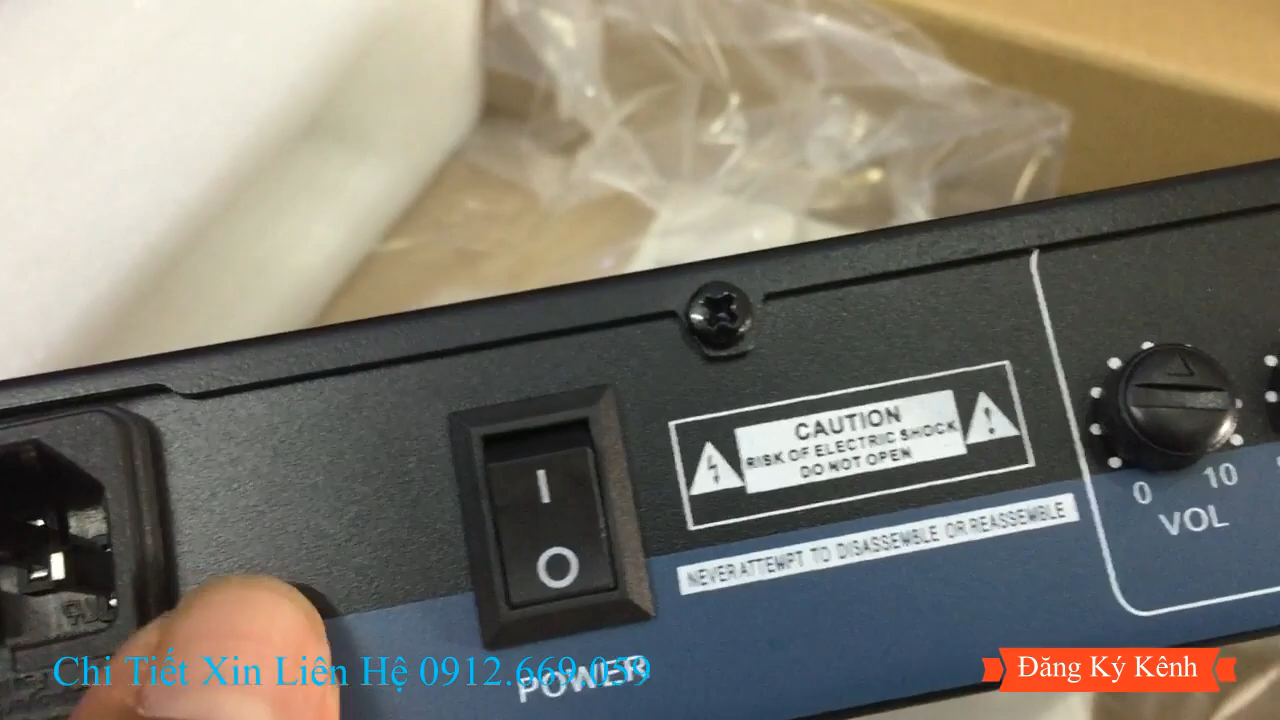 CAUTION
RISK OF ELECTRIC SHOCK
DO NOT OPEN
NEVER ATTEMPT TO DISASSEMBLE OR REASSEMBLE
I
O
0 10
VOL
POWER
Chi Tiết Xin Liên Hệ 0912.669.059
Đăng Ký Kênh